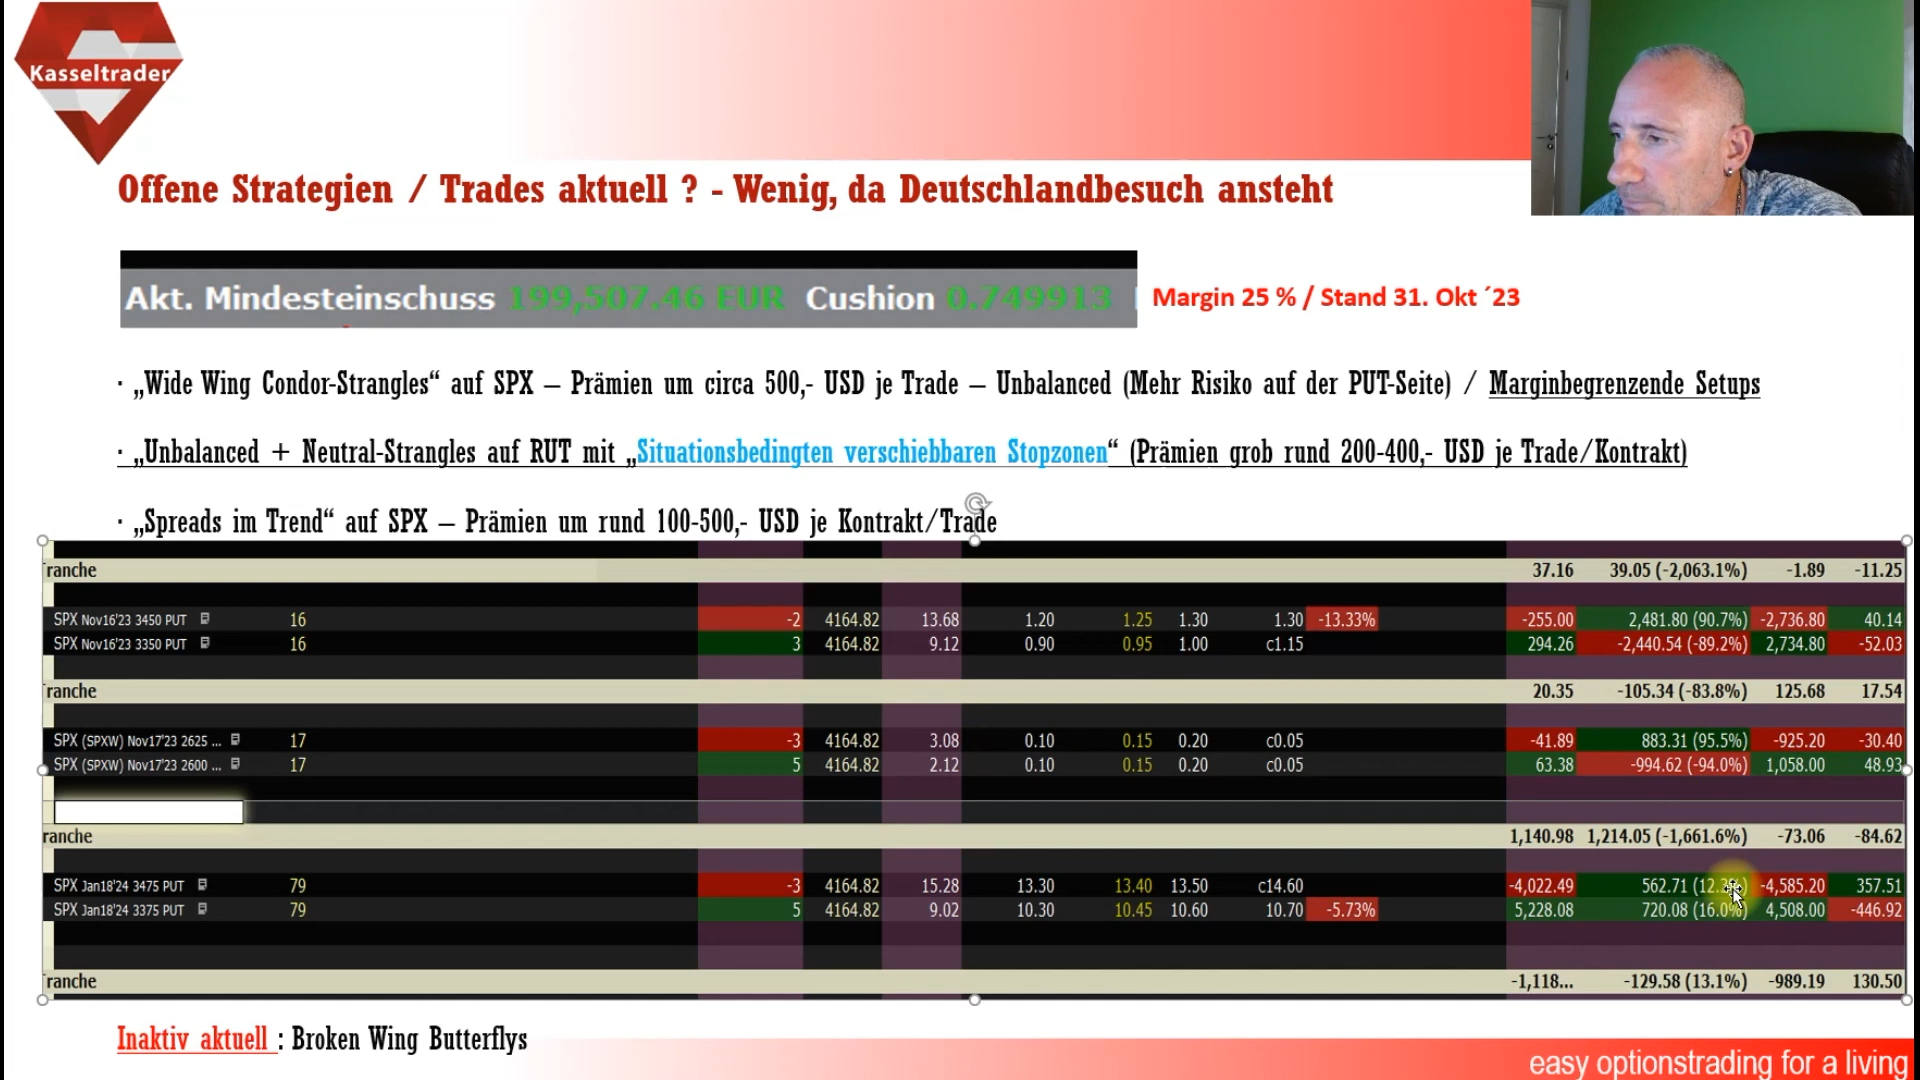 Kasseltrader
Offene Strategien / Trades aktuell ? - Wenig, da Deutschlandbesuch ansteht
Akt. Mindesteinschuss 199,507.46 EUR Cushion 0.749913
Margin 25 % / Stand 31. Okt ´23
· „Wide Wing Condor-Strangles“ auf SPX – Prämien um circa 500,- USD je Trade – Unbalanced (Mehr Risiko auf der PUT-Seite) / Marginbegrenzende Setups
· „Unbalanced + Neutral-Strangles auf RUT mit „Situationsbedingten verschiebbaren Stopzonen“ (Prämien grob rund 200-400,- USD je Trade/Kontrakt)
· „Spreads im Trend“ auf SPX – Prämien um rund 100-500,- USD je Kontrakt/Trade
ranche 37.16 39.05 (-2,063.1%) -1.89 -11.25
SPX Nov16'23 3450 PUT 16 -2 4164.82 13.68 1.20 1.25 1.30 1.30 -13.33% -255.00 2,481.80 (90.7%) -2,736.80 40.14
SPX Nov16'23 3350 PUT 16 3 4164.82 9.12 0.90 0.95 1.00 c1.15 294.26 -2,440.54 (-89.2%) 2,734.80 -52.03
ranche 20.35 -105.34 (-83.8%) 125.68 17.54
SPX (SPXW) Nov17'23 2625 ... 17 -3 4164.82 3.08 0.10 0.15 0.20 c0.05 -41.89 883.31 (95.5%) -925.20 -30.40
SPX (SPXW) Nov17'23 2600 ... 17 5 4164.82 2.12 0.10 0.15 0.20 c0.05 63.38 -994.62 (-94.0%) 1,058.00 48.93
ranche 1,140.98 1,214.05 (-1,661.6%) -73.06 -84.62
SPX Jan18'24 3475 PUT 79 -3 4164.82 15.28 13.30 13.40 13.50 c14.60 -4,022.49 562.71 -4,585.20 357.51
SPX Jan18'24 3375 PUT 79 5 4164.82 9.02 10.30 10.45 10.60 10.70 -5.73% 5,228.08 720.08 (16.0%) 4,508.00 -446.92
ranche -1,118... -129.58 (13.1%) -989.19 130.50
Inaktiv aktuell : Broken Wing Butterflys
easy optionstrading for a living